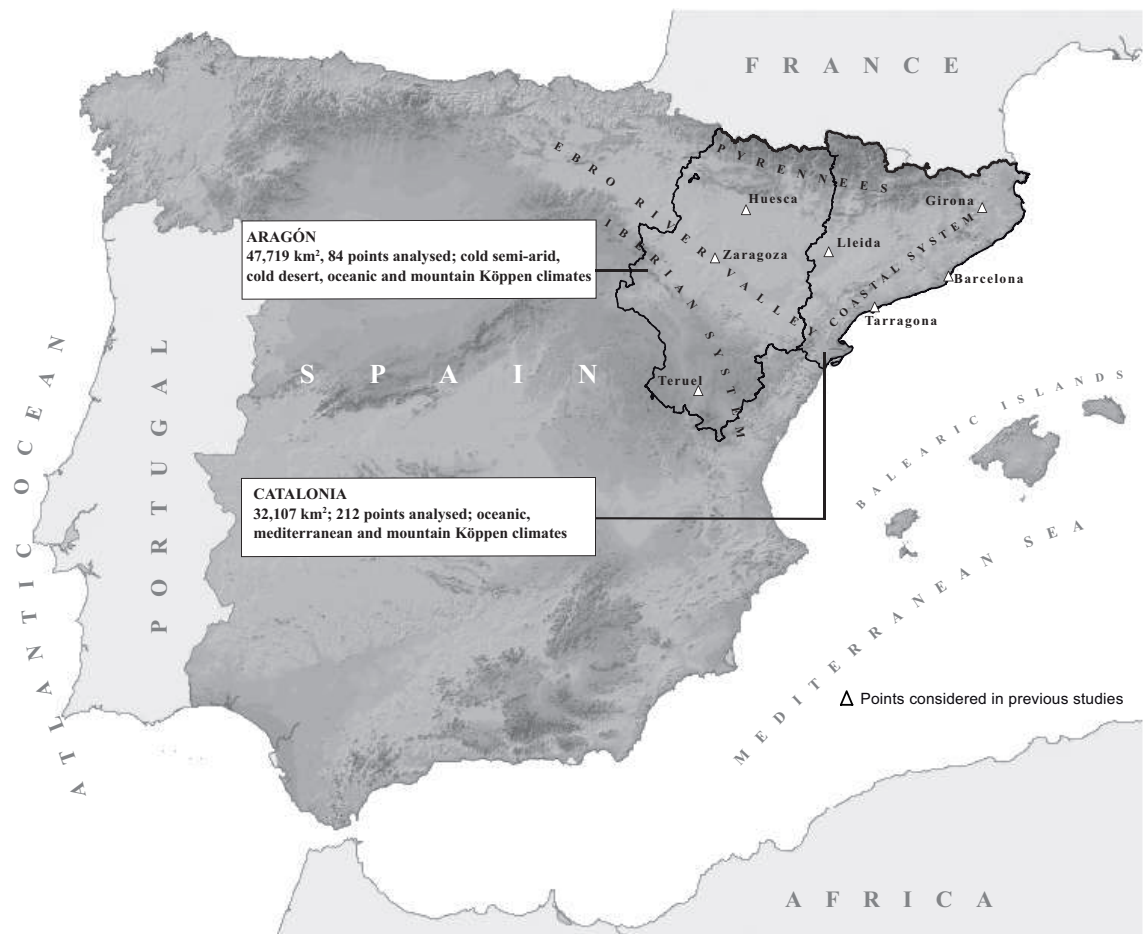 F R A N C E
P Y R E N N E E S
E B R O R I V E R V A L L E Y
I B E R I A N S Y S T E M
Huesca
Girona
ARAGÓN
47,719 km², 84 points analysed; cold semi-arid,
cold desert, oceanic and mountain Köppen climates
Zaragoza
Lleida
C O A S T A L S Y S T E M
Barcelona
Tarragona
S P A I N
Teruel
A T L A N T I C O C E A N
P O R T U G A L
B A L E A R I C I S L A N D S
CATALONIA
32,107 km²; 212 points analysed; oceanic,
mediterranean and mountain Köppen climates
M E D I T E R R A N E A N S E A
Points considered in previous studies
A F R I C A